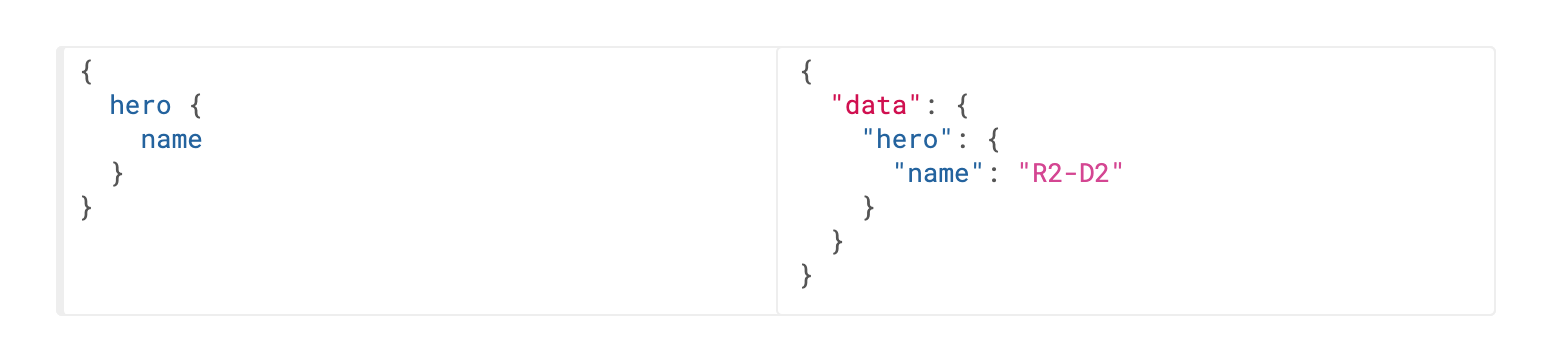 {
  hero {
    name
  }
}
{
  "data": {
    "hero": {
      "name": "R2-D2"
    }
  }
}